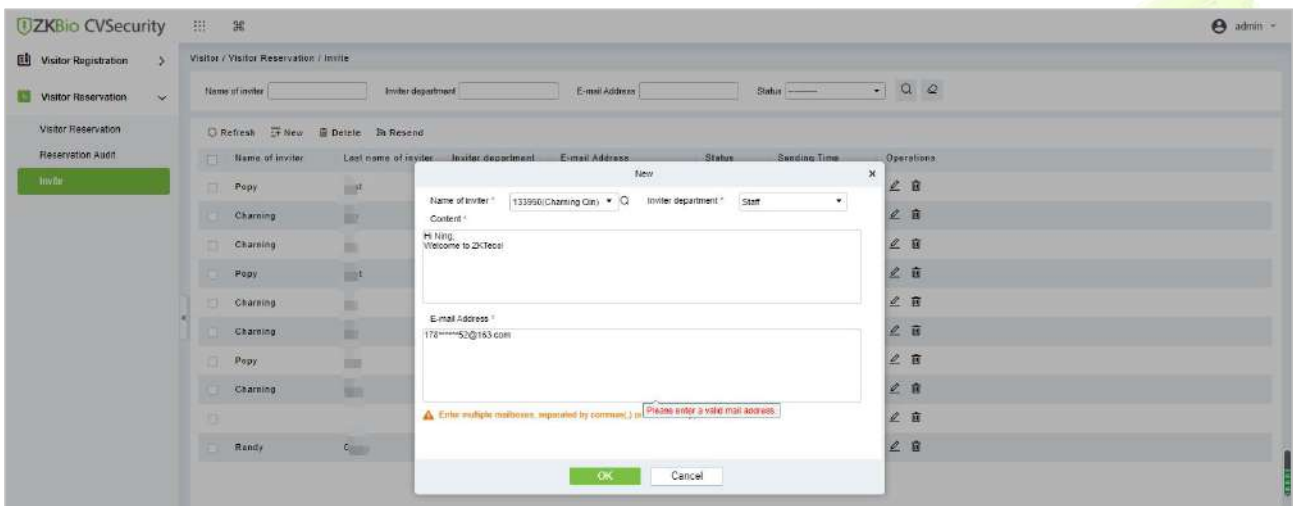 ZKBio CVSecurity
admin
Visitor Registration
Visitor / Visitor Reservation / Invite
Visitor Reservation
Name of inviter Inviter department E-mail Address Status
Visitor Reservation
Refresh New Delete Resend
Reservation Audit
Name of inviter Last name of inviter Inviter department E-mail Address Status Sending Time Operations
Invite
New
Popy
Name of inviter * 133950(Charning Qin) Inviter department * Staff
Charning
Content *
Hi Ning,
Charning
Welcome to ZKTeco!
Popy
Charning
E-mail Address *
Charning
178******52@163.com
Popy
Charning
Enter multiple mailboxes, separated by commas(,) or
Please enter a valid mail address.
Randy
OK Cancel